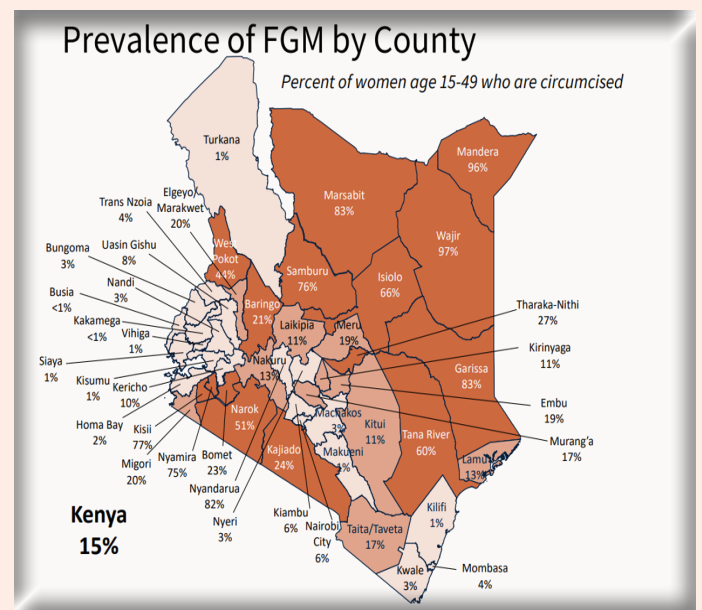 Prevalence of FGM by County
Percent of women age 15-49 who are circumcised
Turkana
1%
Mandera
96%
Marsabit
83%
Wajir
97%
Trans Nzoia
4%
Elgeyo/
Marakwet
20%
West
Pokot
44%
Bungoma
3%
Uasin Gishu
8%
Samburu
76%
Isiolo
66%
Nandi
3%
Busia
<1%
Baringo
21%
Laikipia
11%
Meru
19%
Tharaka-Nithi
27%
Kakamega
<1%
Vihiga
1%
Kirinyaga
11%
Siaya
1%
Nakuru
13%
Garissa
83%
Kisumu
1%
Kericho
10%
Embu
19%
Homa Bay
2%
Kisii
77%
Narok
51%
Machakos
3%
Kitui
11%
Tana River
60%
Murang'a
17%
Migori
20%
Nyamira
75%
Bomet
23%
Kajiado
24%
Makueni
1%
Lamu
13%
Nyandarua
82%
Nyeri
3%
Kiambu
6%
Nairobi
City
6%
Taita/Taveta
17%
Kilifi
1%
Kenya
15%
Kwale
3%
Mombasa
4%